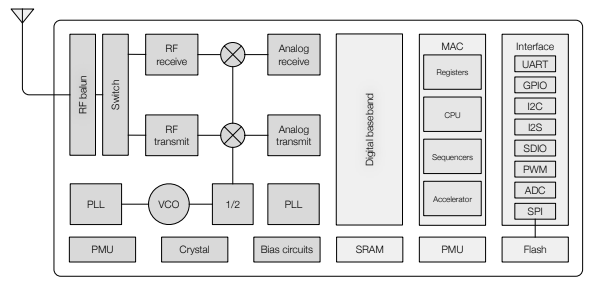 RF balun
Switch
RF
receive
Analog
receive
RF
transmit
Analog
transmit
PLL
VCO
1/2
PLL
PMU
Crystal
Bias circuits
Digital baseband
SRAM
MAC
Registers
CPU
Sequencers
Accelerator
PMU
Interface
UART
GPIO
I2C
I2S
SDIO
PWM
ADC
SPI
Flash